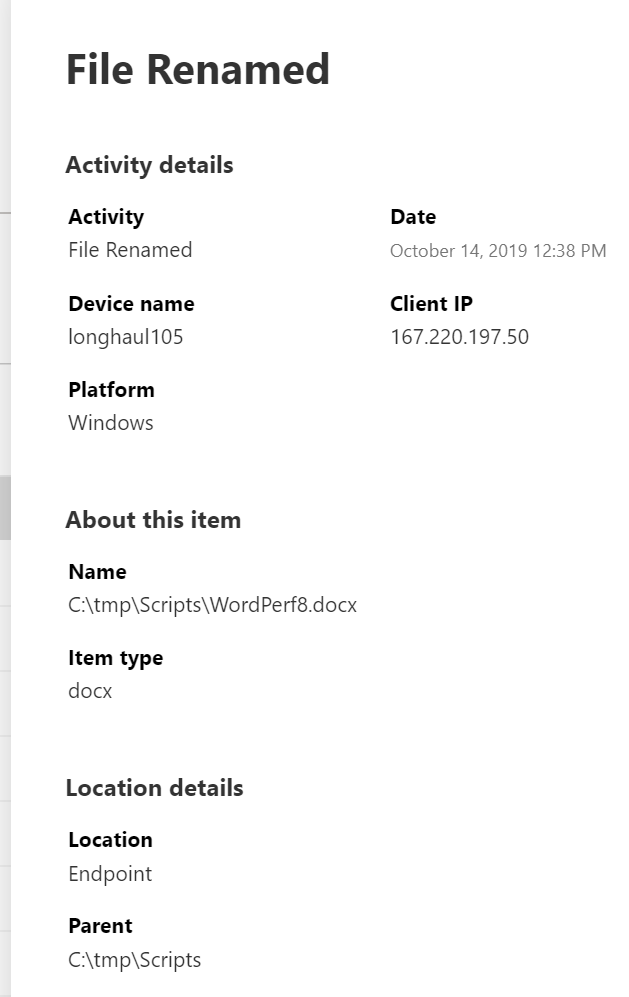 File Renamed
Activity details
Activity
Date
File Renamed
October 14, 2019 12:38 PM
Device name
Client IP
longhaul105
167.220.197.50
Platform
Windows
About this item
Name
C:\tmp\Scripts\WordPerf8.docx
Item type
docx
Location details
Location
Endpoint
Parent
C:\tmp\Scripts